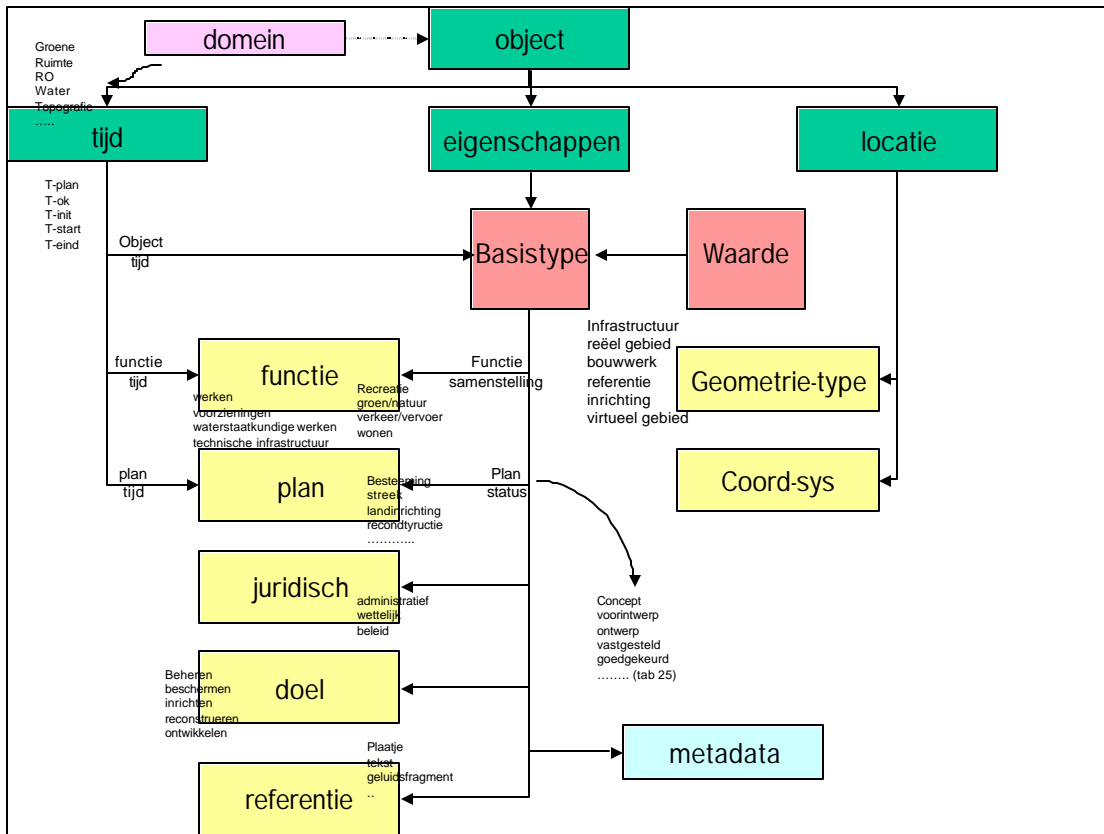 domein
object
Groene
Ruimte
RO
Water
Topografie
.....
tijd
eigenschappen
locatie
T-plan
T-ok
T-init
T-start
T-eind
Object
tijd
Basistype
Waarde
Infrastructuur
reëel gebied
bouwwerk
referentie
inrichting
virtueel gebied
functie
tijd
functie
Functie
samenstelling
werken
voorzieningen
waterstaatkundige werken
technische infrastructuur
Recreatie
groen/natuur
verkeer/vervoer
wonen
Geometrie-type
plan
tijd
plan
Plan
status
Besteeming
streek
landinrichting
recondtyructie
………...
Coord-sys
juridisch
administratief
wettelijk
beleid
Concept
voorintwerp
ontwerp
vastgesteld
goedgekeurd
…….. (tab 25)
Beheren
beschermen
inrichten
reconstrueren
ontwikkelen
doel
metadata
Plaatje
tekst
geluidsfragment
..
referentie